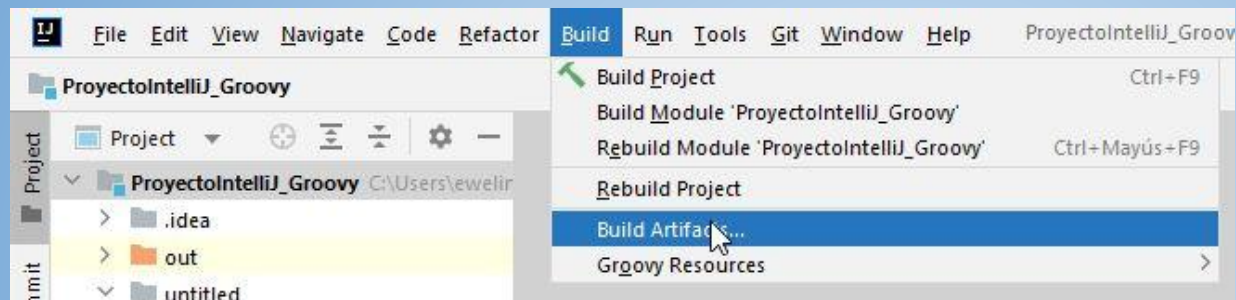 IJ File Edit View Navigate Code Refactor Build Run Tools Git Window Help ProyectoIntelliJ_Groov
ProyectoIntelliJ_Groovy
Build Project Ctrl+F9
Build Module 'ProyectoIntelliJ_Groovy'
Rebuild Module 'ProyectoIntelliJ_Groovy' Ctrl+Mayús+F9
Rebuild Project
Build Artifacts...
Groovy Resources
Project
Project
ProyectoIntelliJ_Groovy C:\Users\ewelir
.idea
out
untitled
mmit